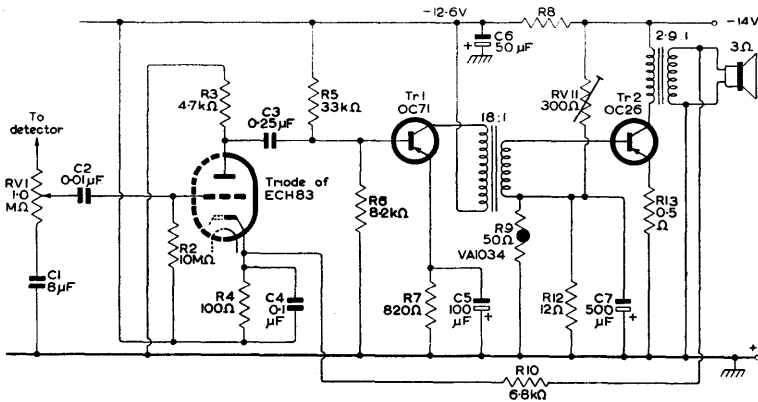 -12.6V
R8
-14V
C6
50µF
2·9:1
3Ω
R3
4·7kΩ
R5
33kΩ
C3
0·25µF
Tr1
OC71
18:1
RV11
300Ω
Tr2
OC26
To
detector
RV1
1·0
MΩ
C2
0·01µF
Triode of
ECH83
R6
8·2kΩ
R13
0·5
Ω
R2
10MΩ
R9
50Ω
VA1034
C1
8µF
R4
100Ω
C4
0·1
µF
R7
820Ω
C5
100
µF
R12
12Ω
C7
500
µF
R10
6·8kΩ